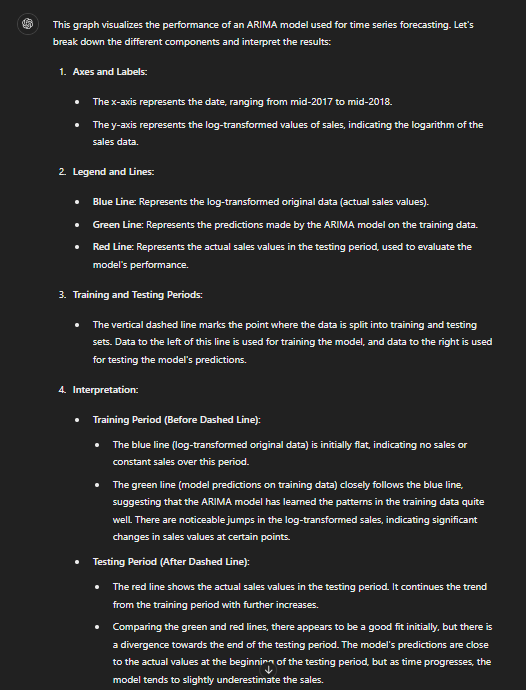 This graph visualizes the performance of an ARIMA model used for time series forecasting. Let's
break down the different components and interpret the results:
1. Axes and Labels:
• The x-axis represents the date, ranging from mid-2017 to mid-2018.
• The y-axis represents the log-transformed values of sales, indicating the logarithm of the
sales data.
2. Legend and Lines:
• Blue Line: Represents the log-transformed original data (actual sales values).
• Green Line: Represents the predictions made by the ARIMA model on the training data.
• Red Line: Represents the actual sales values in the testing period, used to evaluate the
model's performance.
3. Training and Testing Periods:
• The vertical dashed line marks the point where the data is split into training and testing
sets. Data to the left of this line is used for training the model, and data to the right is used
for testing the model's predictions.
4. Interpretation:
• Training Period (Before Dashed Line):
• The blue line (log-transformed original data) is initially flat, indicating no sales or
constant sales over this period.
• The green line (model predictions on training data) closely follows the blue line,
suggesting that the ARIMA model has learned the patterns in the training data quite
well. There are noticeable jumps in the log-transformed sales, indicating significant
changes in sales values at certain points.
• Testing Period (After Dashed Line):
• The red line shows the actual sales values in the testing period. It continues the trend
from the training period with further increases.
• Comparing the green and red lines, there appears to be a good fit initially, but there is
a divergence towards the end of the testing period. The model's predictions are close
to the actual values at the beginning of the testing period, but as time progresses, the
model tends to slightly underestimate the sales.